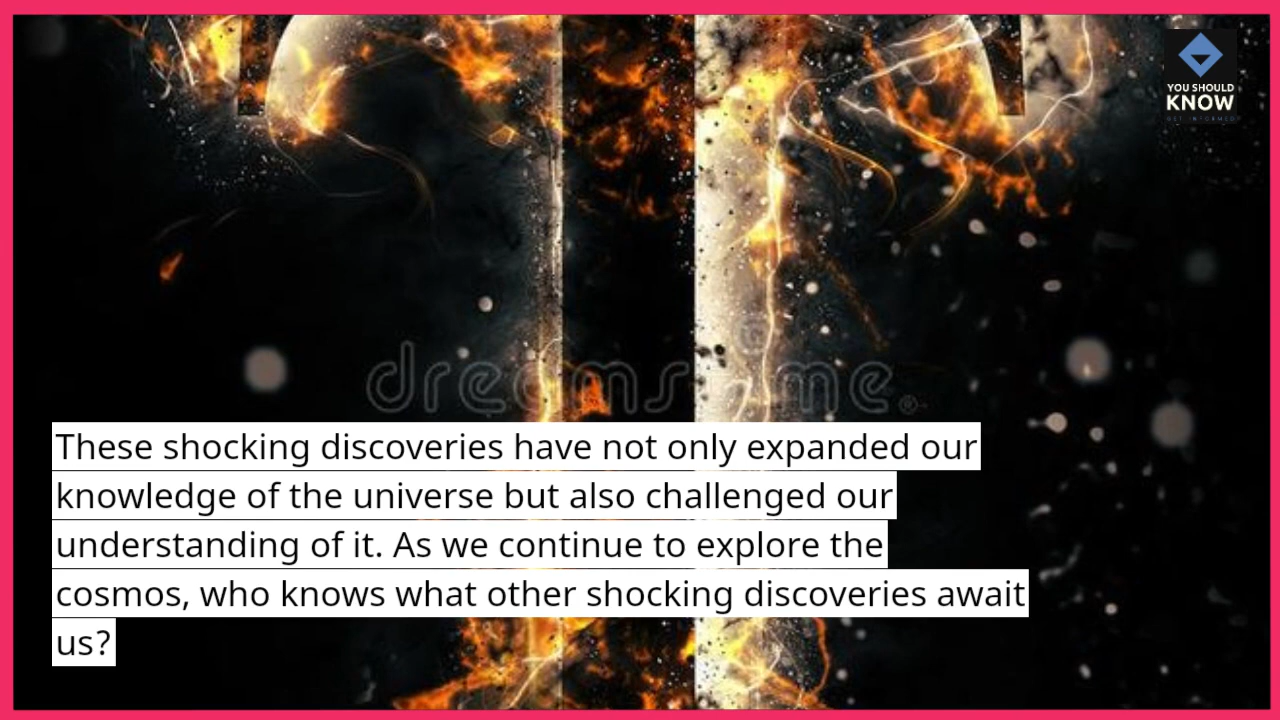 YOU SHOULD
KNOW
GET INFORMED
dreamstime
These shocking discoveries have not only expanded our
knowledge of the universe but also challenged our
understanding of it. As we continue to explore the
cosmos, who knows what other shocking discoveries await
us?